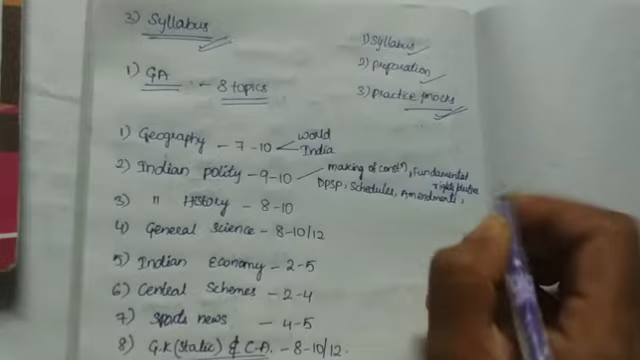 3) Syllabus
1) Syllabus
2) preparation
3) practice mocks
1) GA - 8 topics
1) Geography - 7-10 < World
India
2) Indian polity - 9-10 making of constn), Fundamental
rights, duties
DPSP, Schedules, Amendments,
3) " History - 8-10
4) General Science - 8-10/12
5) Indian Economy - 2-5
6) Central Schemes - 2-4
7) Sports news - 4-5
8) G.K (Static) & C.A. - 8-10/12.